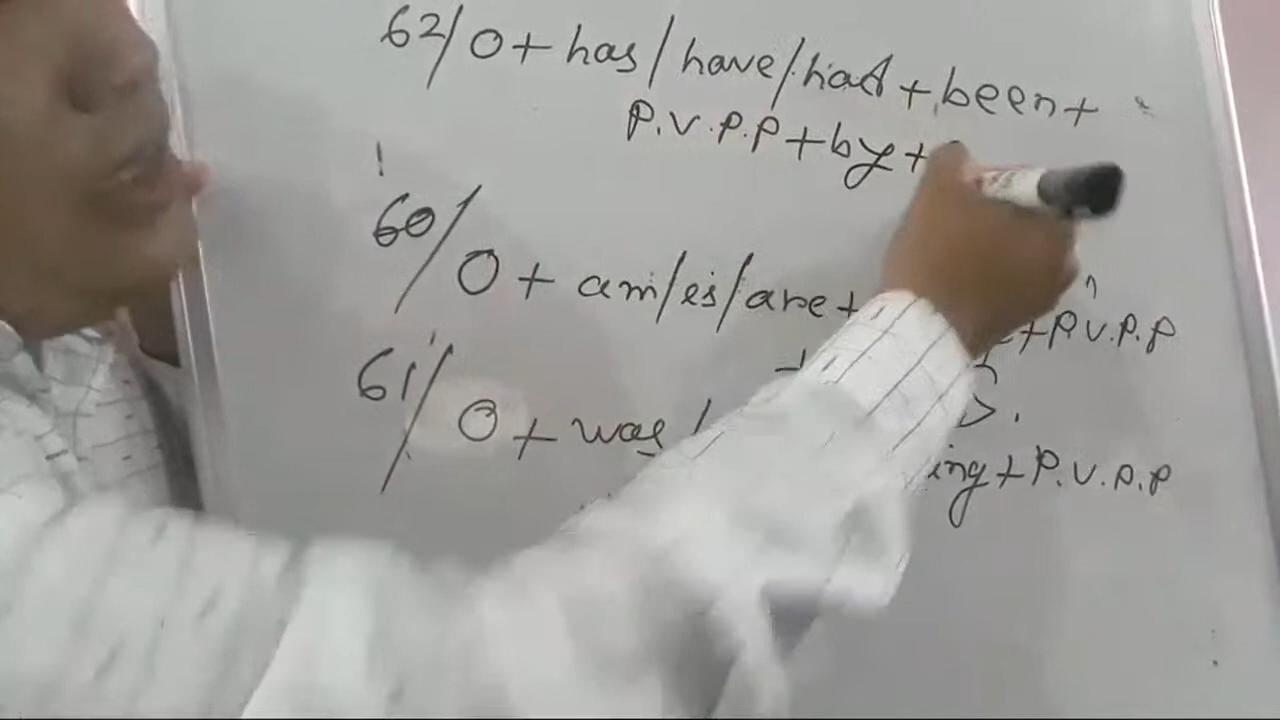 62/ O + has / have / had + been +
P.V.P.P + by +
60/ O + am/is/are + + P.V.P.P
+
61/ O + was / ing + P.V.P.P